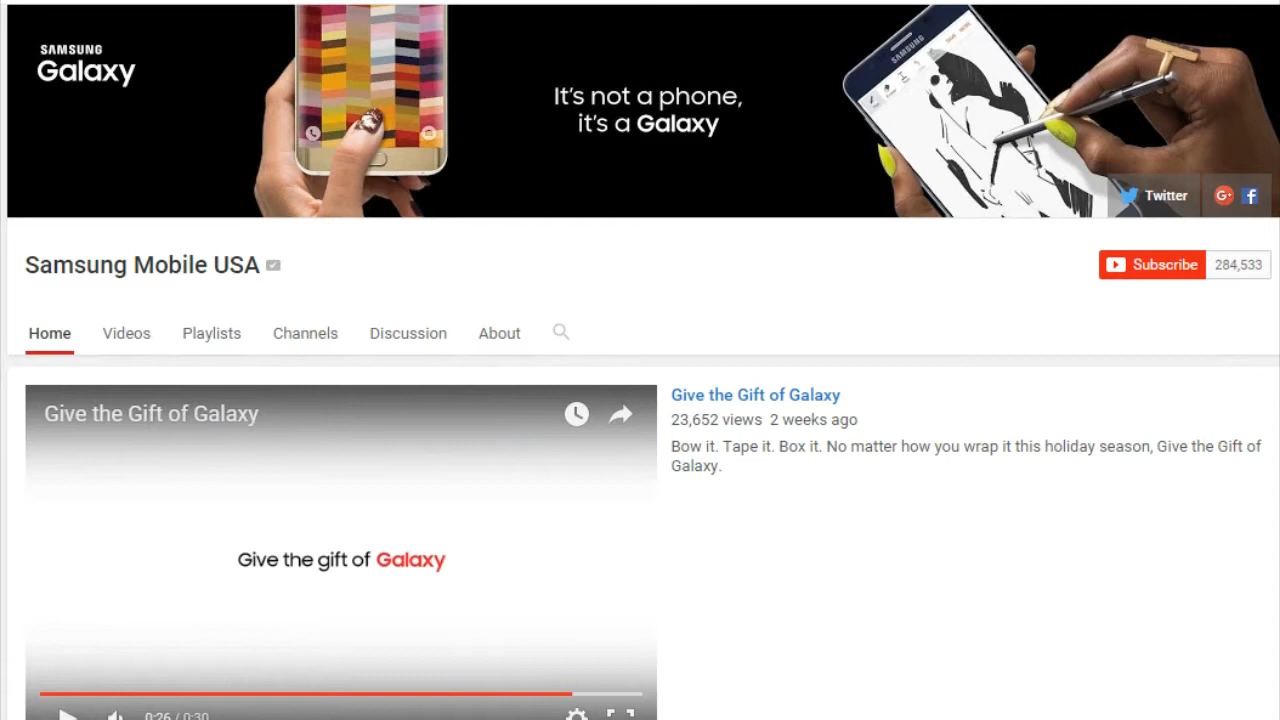 SAMSUNG
Galaxy
It's not a phone,
it's a Galaxy
SAMSUNG
Twitter
Samsung Mobile USA
Subscribe 284,533
Home Videos Playlists Channels Discussion About
Give the Gift of Galaxy
Give the Gift of Galaxy
23,652 views 2 weeks ago
Bow it. Tape it. Box it. No matter how you wrap it this holiday season, Give the Gift of
Galaxy.
Give the gift of Galaxy
0:26 / 0:30